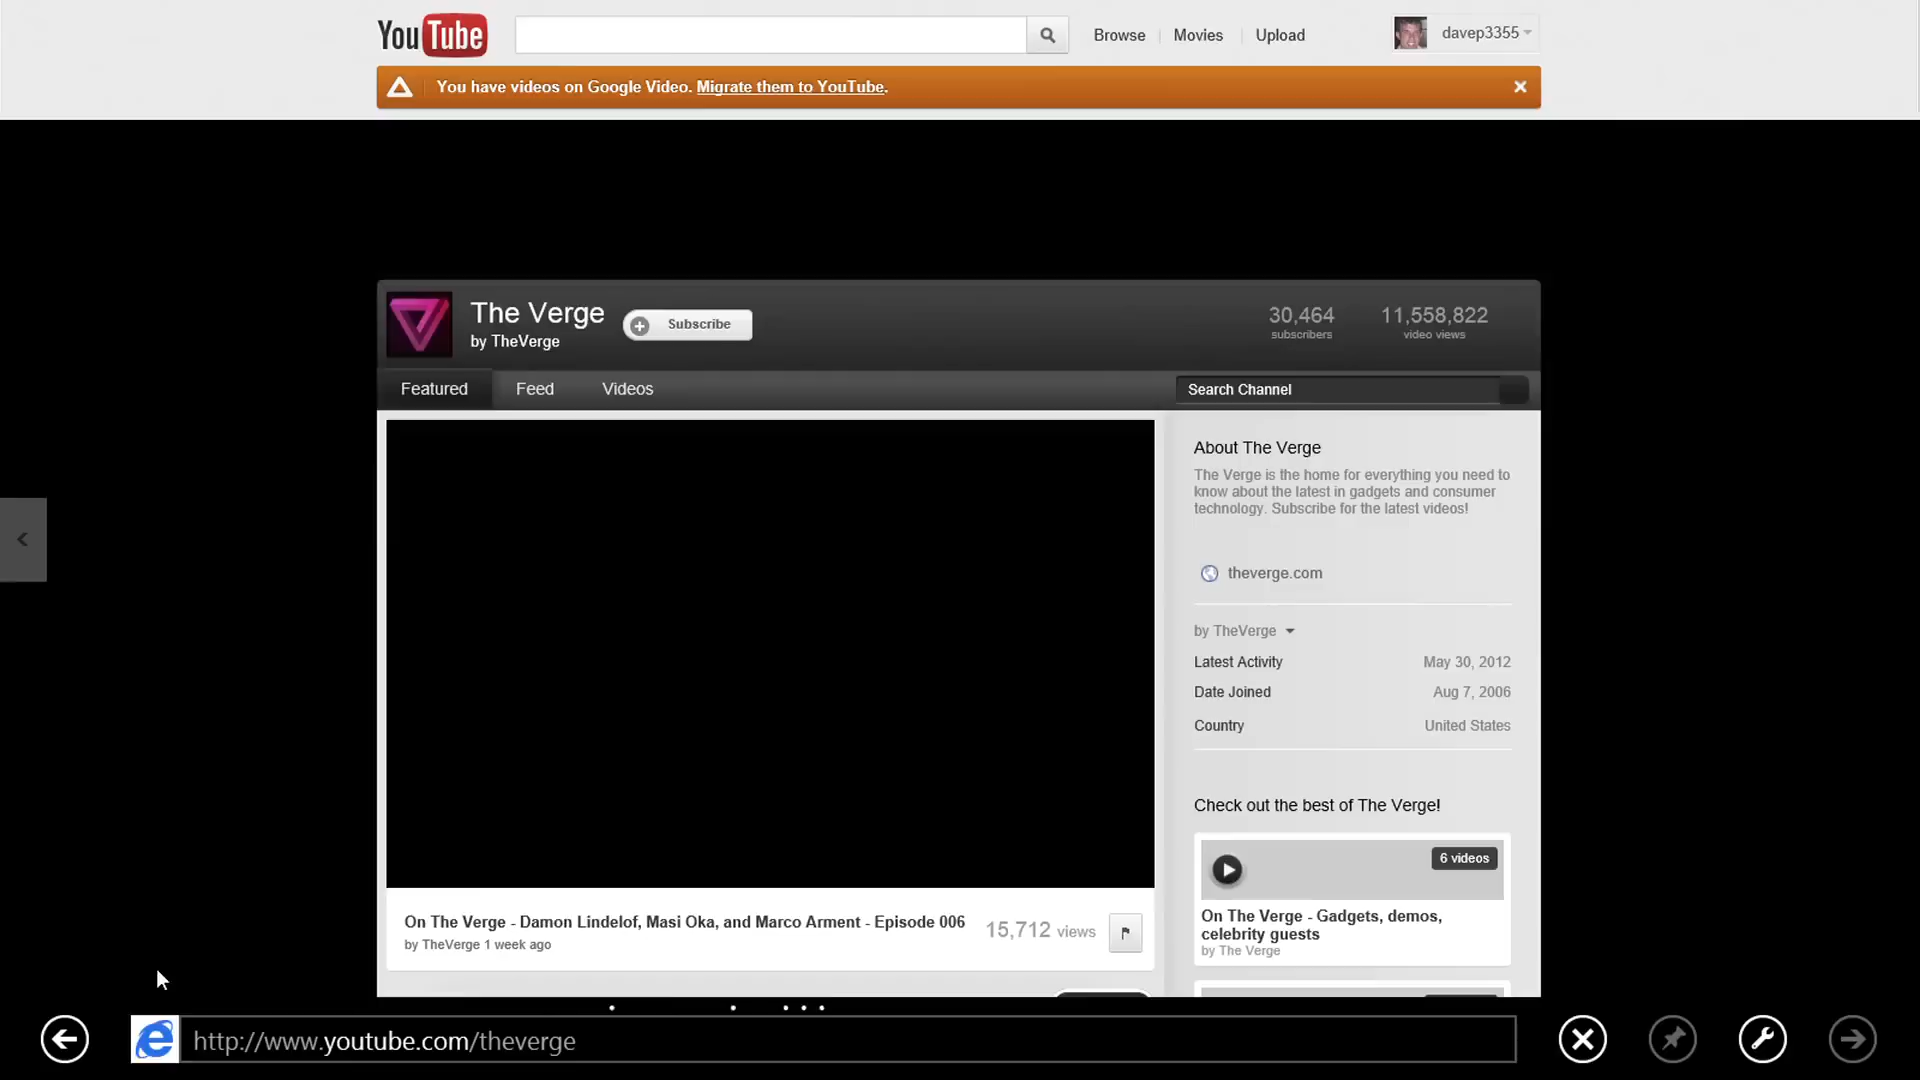 YouTube
Browse
Movies
Upload
davep3355
You have videos on Google Video. Migrate them to YouTube.
The Verge
by TheVerge
Subscribe
30,464
subscribers
11,558,822
video views
Featured
Feed
Videos
Search Channel
About The Verge
The Verge is the home for everything you need to
know about the latest in gadgets and consumer
technology. Subscribe for the latest videos!
theverge.com
by TheVerge
Latest Activity May 30, 2012
Date Joined Aug 7, 2006
Country United States
Check out the best of The Verge!
6 videos
On The Verge - Gadgets, demos,
celebrity guests
by The Verge
On The Verge - Damon Lindelof, Masi Oka, and Marco Arment - Episode 006
by TheVerge 1 week ago
15,712 views
http://www.youtube.com/theverge